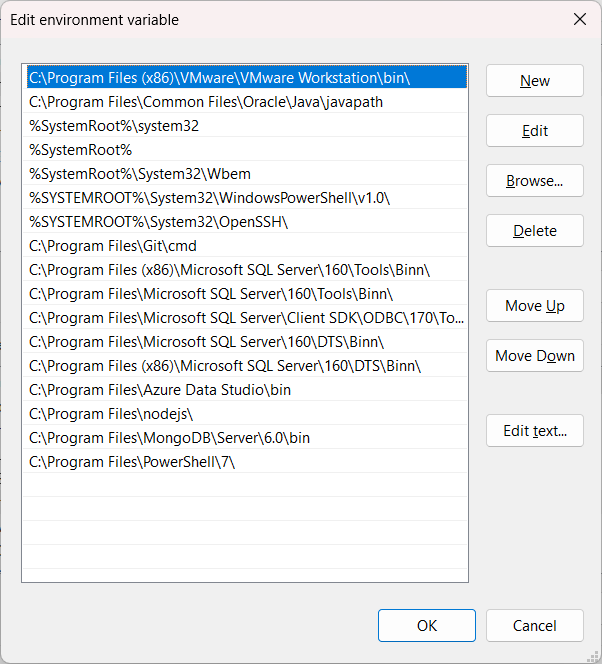 Edit environment variable
C:\Program Files (x86)\VMware\VMware Workstation\bin\
C:\Program Files\Common Files\Oracle\Java\javapath
%SystemRoot%\system32
%SystemRoot%
%SystemRoot%\System32\Wbem
%SYSTEMROOT%\System32\WindowsPowerShell\v1.0\
%SYSTEMROOT%\System32\OpenSSH\
C:\Program Files\Git\cmd
C:\Program Files (x86)\Microsoft SQL Server\160\Tools\Binn\
C:\Program Files\Microsoft SQL Server\160\Tools\Binn\
C:\Program Files\Microsoft SQL Server\Client SDK\ODBC\170\To...
C:\Program Files\Microsoft SQL Server\160\DTS\Binn\
C:\Program Files (x86)\Microsoft SQL Server\160\DTS\Binn\
C:\Program Files\Azure Data Studio\bin
C:\Program Files\nodejs\
C:\Program Files\MongoDB\Server\6.0\bin
C:\Program Files\PowerShell\7\
New
Edit
Browse...
Delete
Move Up
Move Down
Edit text...
OK
Cancel